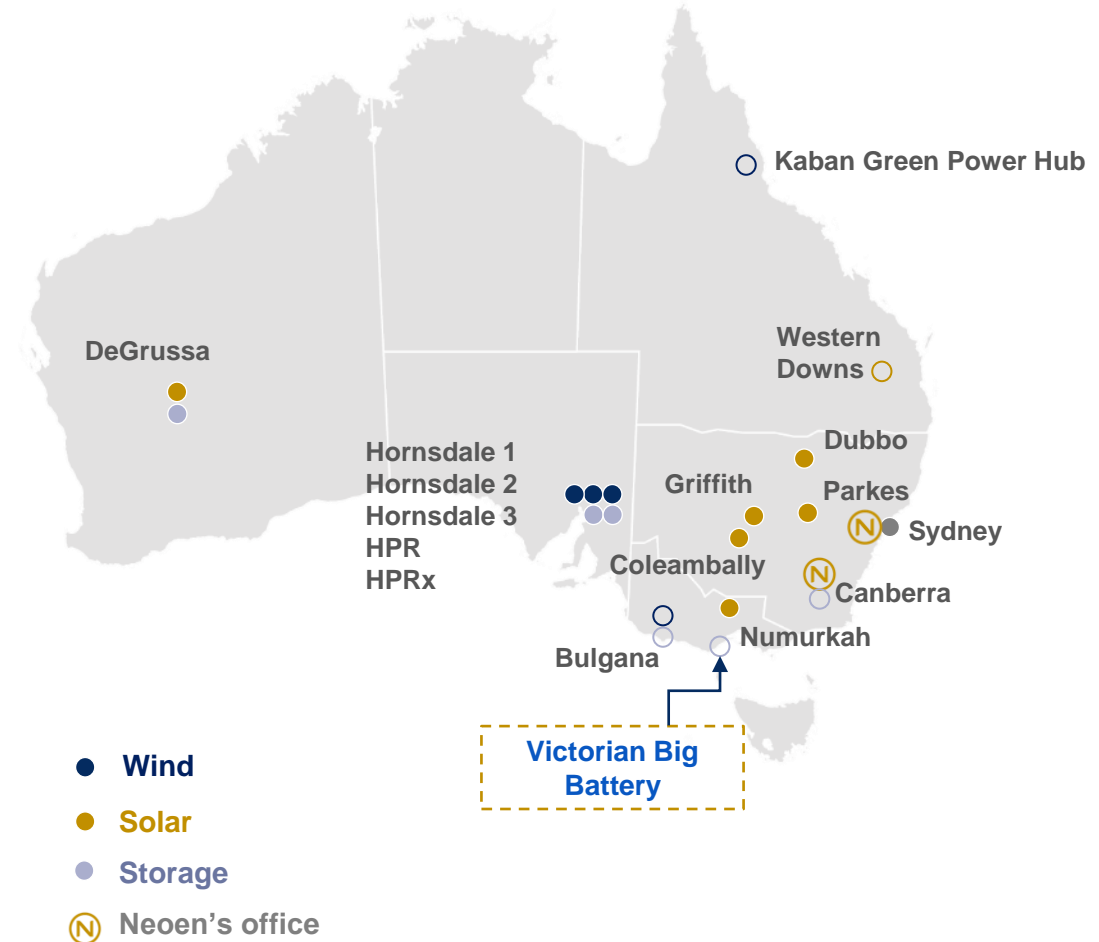 Kaban Green Power Hub
Western
Downs
DeGrussa
Dubbo
Hornsdale 1
Hornsdale 2
Hornsdale 3
HPR
HPRx
Griffith
Parkes
N
Sydney
Coleambally
N
Canberra
Numurkah
Bulgana
Victorian Big
Battery
Wind
Solar
Storage
N Neoen's office